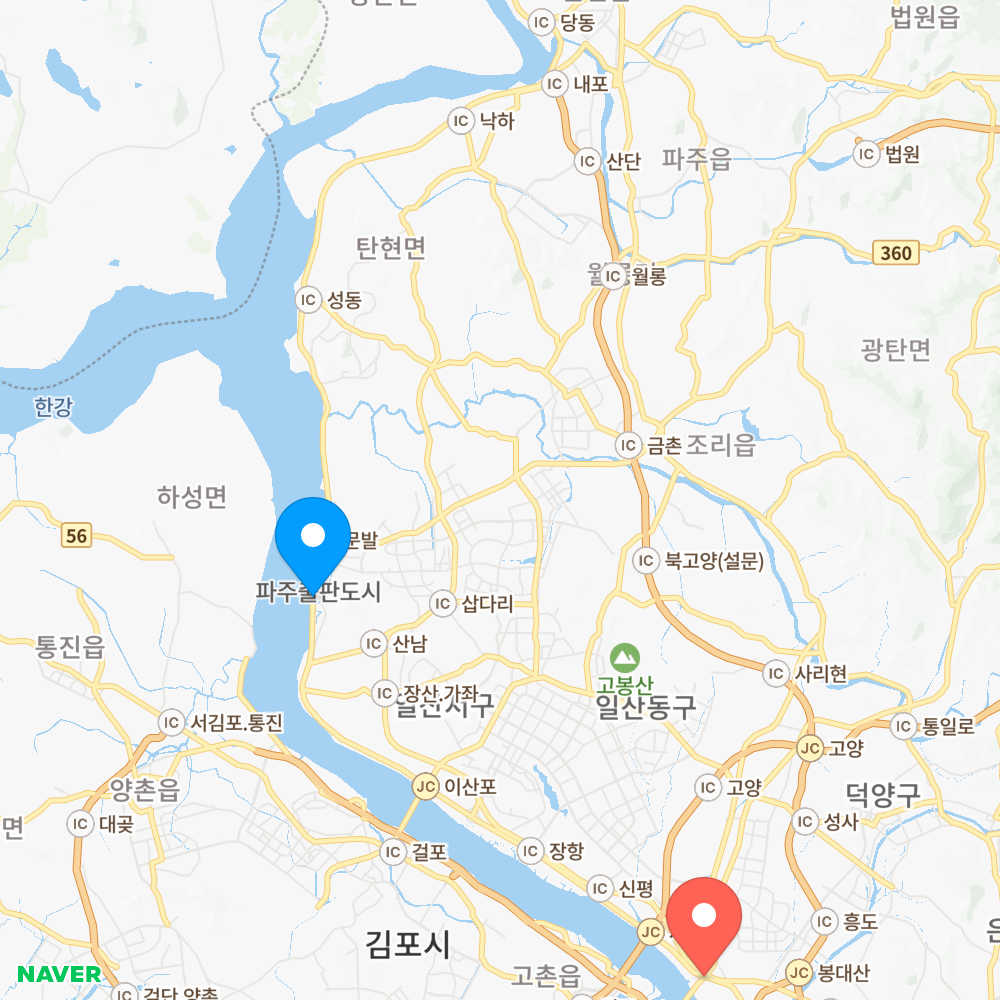 당동
법원읍
IC
IC
내포
IC
낙하
IC
법원
IC
산단
파주읍
탄현면
360
IC
월롱
IC
성동
광탄면
한강
IC
금촌
조리읍
하성면
56
문발
IC
북고양(설문)
파주출판도시
IC
삽다리
통진읍
IC
산남
고봉산
IC
사리현
IC
장산,가좌
일산서구
일산동구
IC
서김포.통진
IC
통일로
JC
고양
JC
이산포
IC
고양
양촌읍
덕양구
면
IC
대곶
IC
성사
IC
걸포
IC
장항
IC
신평
IC
흥도
JC
김포시
JC
봉대산
고촌읍
NAVER
IC
검단.양촌